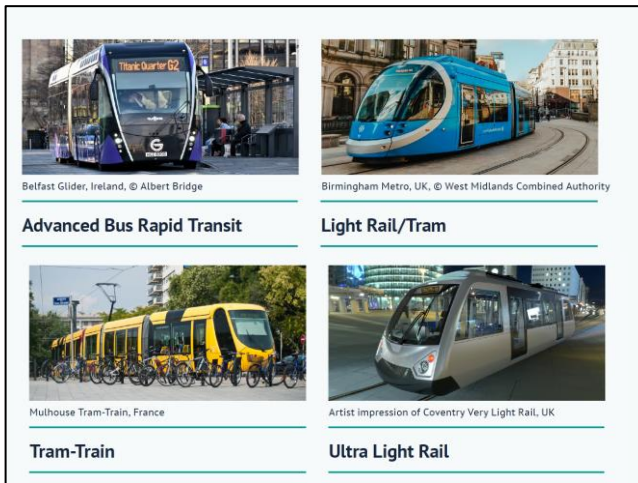 Titanic Quarter G2
G
Belfast Glider, Ireland, © Albert Bridge
Birmingham Metro, UK, © West Midlands Combined Authority
Advanced Bus Rapid Transit
Light Rail/Tram
Mulhouse Tram-Train, France
Artist impression of Coventry Very Light Rail, UK
Tram-Train
Ultra Light Rail